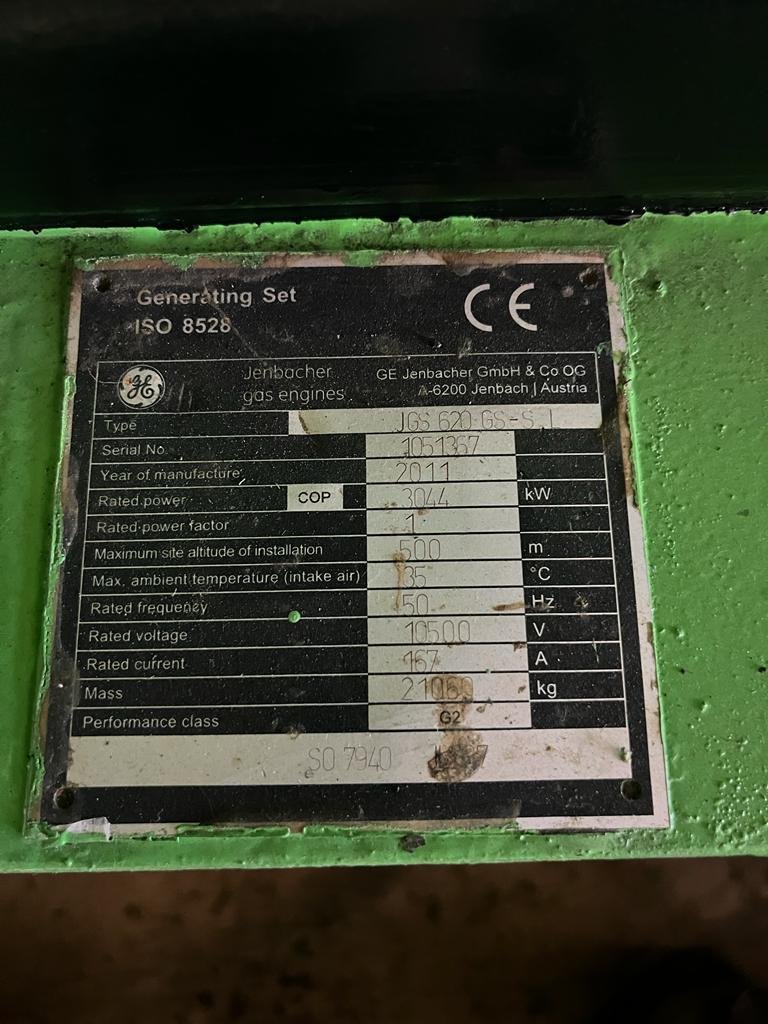 Generating Set
ISO 8528
CE
GE
Jenbacher
gas engines
GE Jenbacher GmbH & Co OG
A-6200 Jenbach | Austria
Type JGS 620 GS-S.L
Serial No. 1051367
Year of manufacture 2011
Rated power COP 3044 kW
Rated power factor 1
Maximum site altitude of installation 500 m
Max. ambient temperature (intake air) 35 °C
Rated frequency 50 Hz
Rated voltage 10500 V
Rated current 167 A
Mass kg
Performance class G2
SO 7940